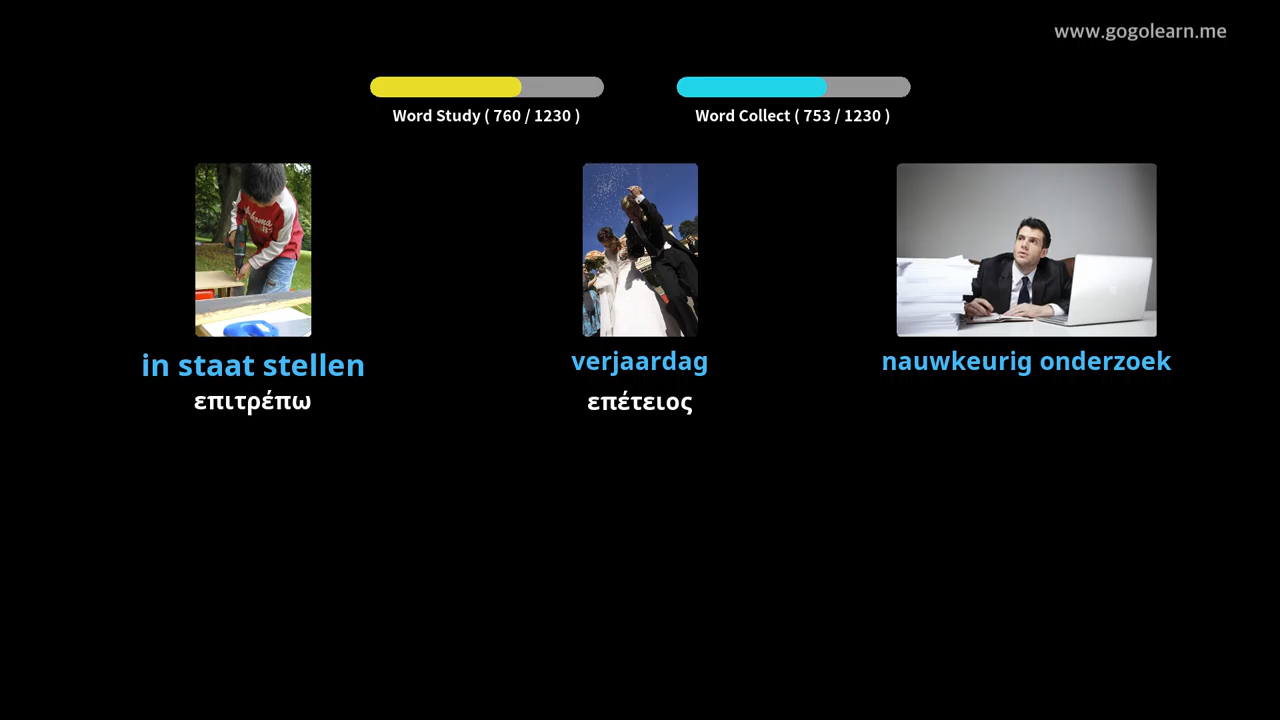 www.gogolearn.me
Word Study ( 760 / 1230 )
Word Collect ( 753 / 1230 )
in staat stellen
επιτρέπω
verjaardag
επέτειος
nauwkeurig onderzoek